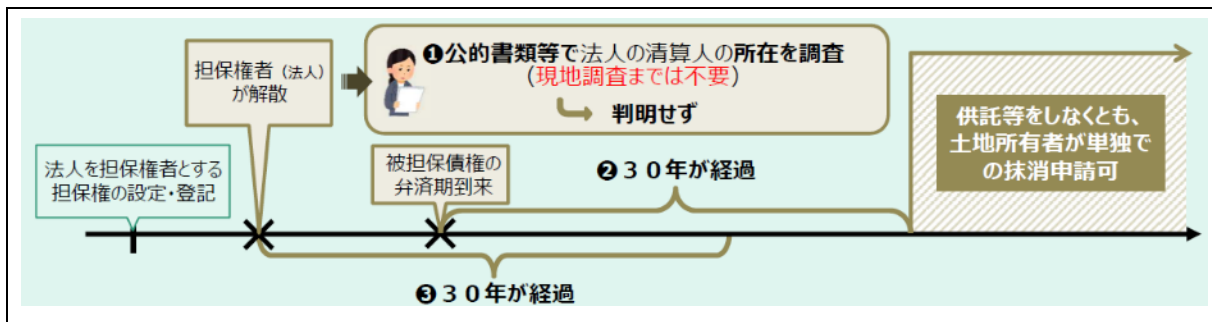 担保権者（法人）
が解散
❶公的書類等で法人の清算人の所在を調査
（現地調査までは不要）
判明せず
法人を担保権者とする
担保権の設定・登記
被担保債権の
弁済期到来
❷３０年が経過
供託等をしなくとも、
土地所有者が単独で
の抹消申請可
❸３０年が経過